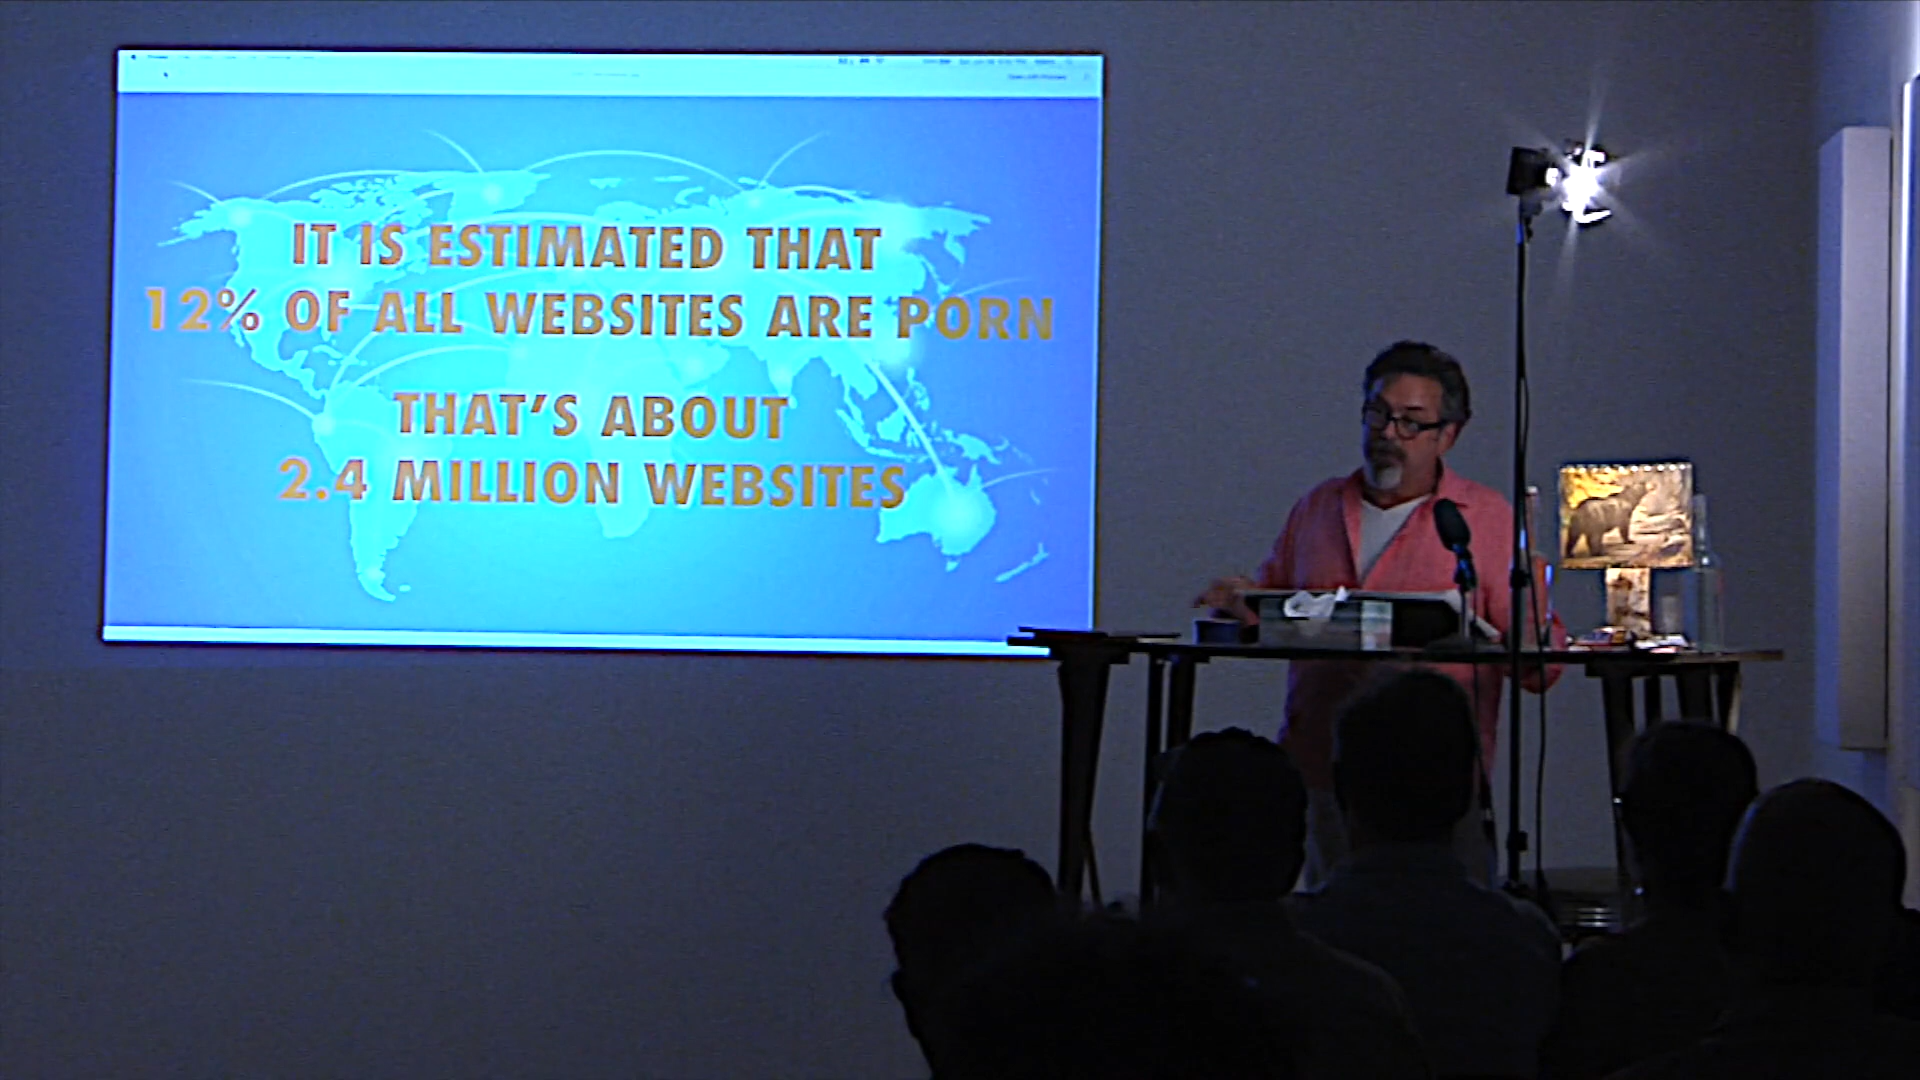 IT IS ESTIMATED THAT
12% OF ALL WEBSITES ARE PORN
THAT'S ABOUT
2.4 MILLION WEBSITES